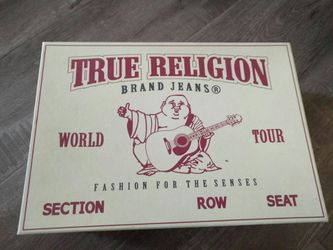 TRUE RELIGION
BRAND JEANS®
WORLD TOUR
FASHION FOR THE SENSES
SECTION ROW SEAT